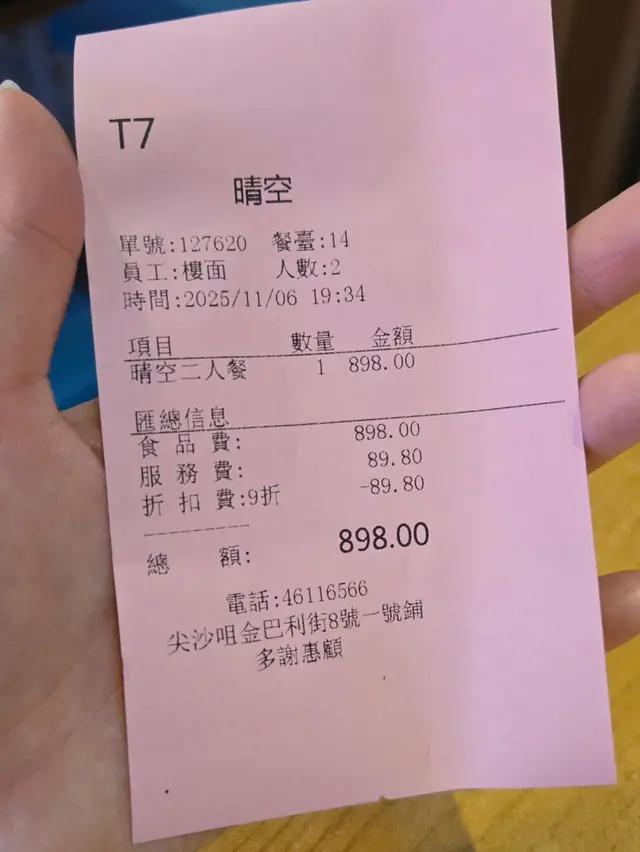 T7
晴空
單號:127620 餐臺:14
員工:樓面 人數:2
時間:2025/11/06 19:34
項目 數量 金額
晴空二人餐 1 898.00
匯總信息
食品費: 898.00
服務費: 89.80
折扣費:9折 -89.80
----------
總額: 898.00
電話:46116566
尖沙咀金巴利街8號一號鋪
多謝惠顧